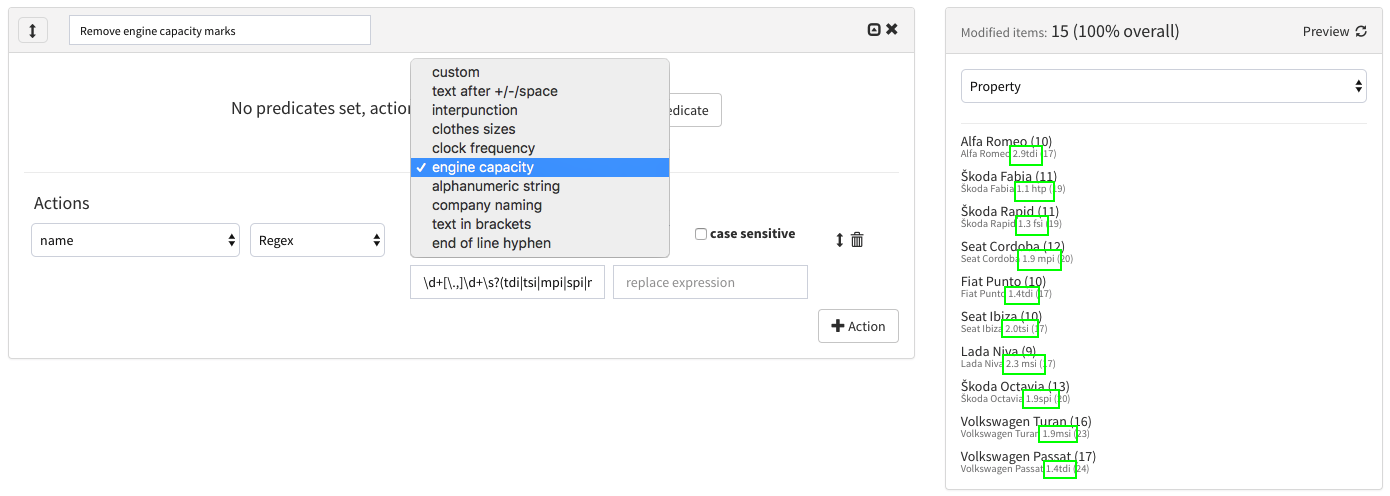 Remove engine capacity marks
No predicates set, action
edicate
custom
text after +/-/space
interpunction
clothes sizes
clock frequency
✓ engine capacity
alphanumeric string
company naming
text in brackets
end of line hyphen
Actions
name
Regex
case sensitive
\d+[\.,]\d+\s?(tdi|tsi|mpi|spi|r
replace expression
+ Action
Modified items: 15 (100% overall)
Preview
Property
Alfa Romeo (10)
Alfa Romeo 2.9tdi (17)
Škoda Fabia (11)
Škoda Fabia 1.1 htp (19)
Škoda Rapid (11)
Škoda Rapid 1.3 fsi (19)
Seat Cordoba (12)
Seat Cordoba 1.9 mpi (20)
Fiat Punto (10)
Fiat Punto 1.4tdi (17)
Seat Ibiza (10)
Seat Ibiza 2.0tsi (17)
Lada Niva (9)
Lada Niva 2.3 msi (17)
Škoda Octavia (13)
Škoda Octavia 1.9spi (20)
Volkswagen Turan (16)
Volkswagen Turan 1.9msi (23)
Volkswagen Passat (17)
Volkswagen Passat 1.4tdi (24)